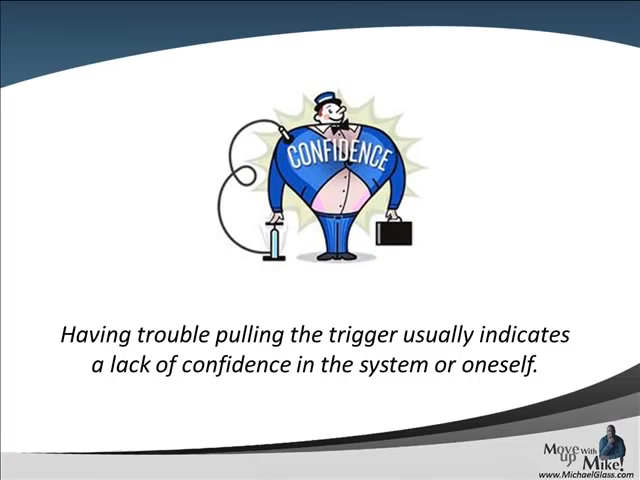 CONFIDENCE
Having trouble pulling the trigger usually indicates
a lack of confidence in the system or oneself.
Move up With Mike!
www.MichaelGlass.com